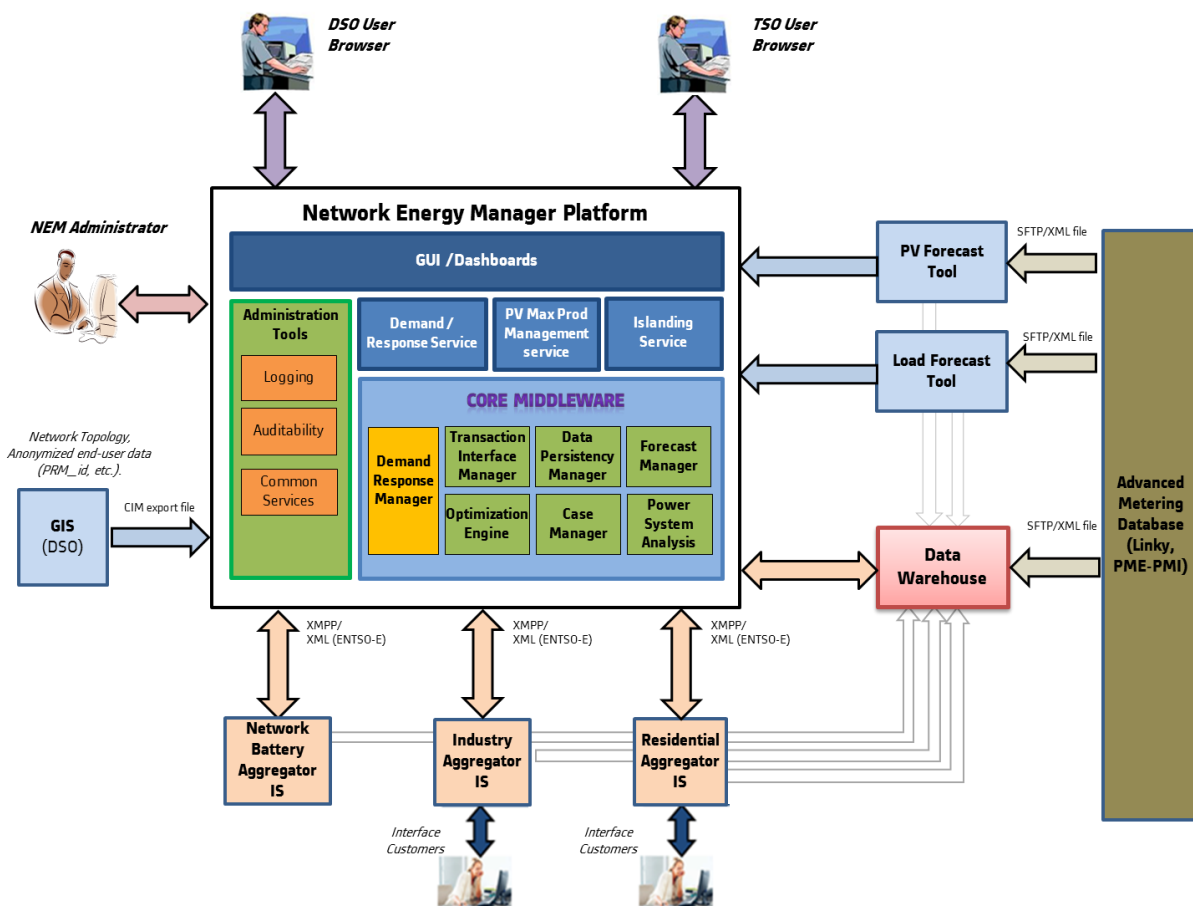 DSO User
Browser
TSO User
Browser
NEM Administrator
Network Energy Manager Platform
GUI /Dashboards
Administration
Tools
Logging
Auditability
Common
Services
Demand /
Response Service
PV Max Prod
Management
service
Islanding
Service
CORE MIDDLEWARE
Demand
Response
Manager
Transaction
Interface
Manager
Data
Persistency
Manager
Forecast
Manager
Optimization
Engine
Case
Manager
Power
System
Analysis
PV Forecast
Tool
SFTP/XML file
Load Forecast
Tool
SFTP/XML file
Network Topology,
Anonymized end-user data
(PRM_id, etc.).
GIS
(DSO)
CIM export file
Data
Warehouse
SFTP/XML file
Advanced
Metering
Database
(Linky,
PME-PMI)
XMPP/
XML (ENTSO-E)
XMPP/
XML (ENTSO-E)
XMPP/
XML (ENTSO-E)
Network
Battery
Aggregator
IS
Industry
Aggregator
IS
Residential
Aggregator
IS
Interface
Customers
Interface
Customers